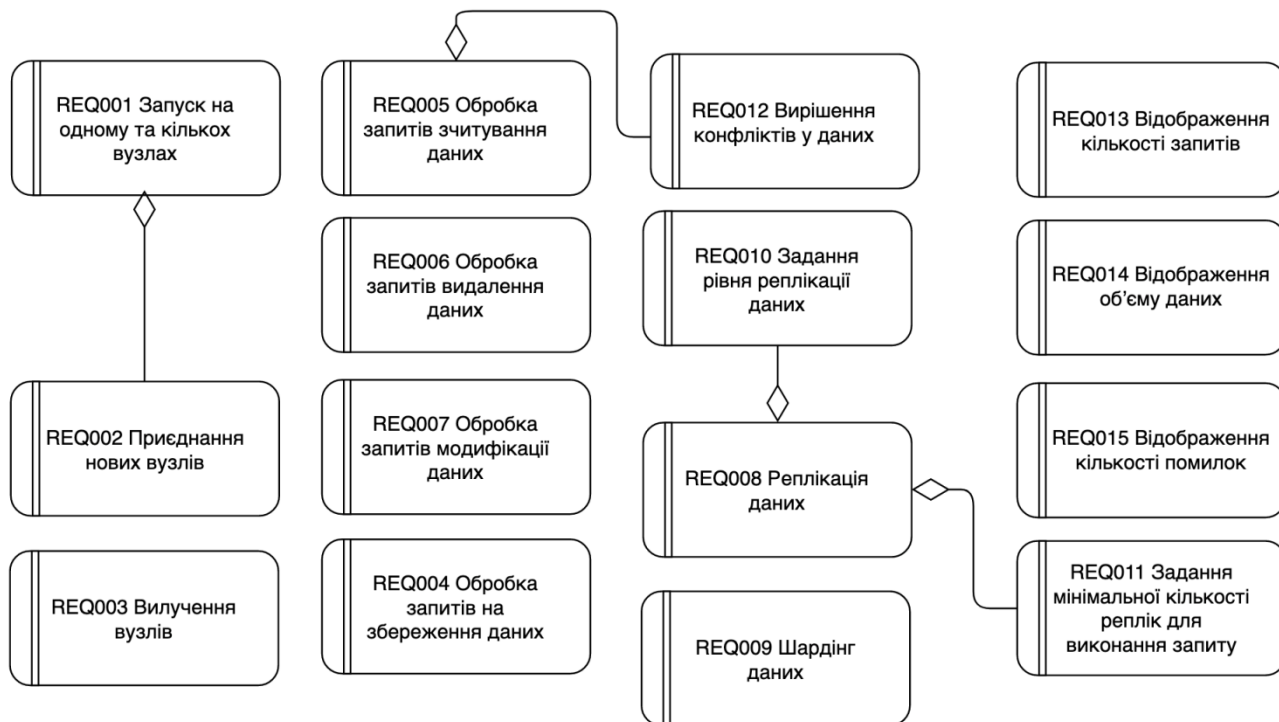 REQ001 Запуск на
одному та кількох
вузлах
REQ002 Приєднання
нових вузлів
REQ003 Вилучення
вузлів
REQ005 Обробка
запитів зчитування
даних
REQ006 Обробка
запитів видалення
даних
REQ007 Обробка
запитів модифікації
даних
REQ004 Обробка
запитів на
збереження даних
REQ012 Вирішення
конфліктів у даних
REQ010 Задання
рівня реплікації
даних
REQ008 Реплікація
даних
REQ009 Шардінг
даних
REQ013 Відображення
кількості запитів
REQ014 Відображення
об’єму даних
REQ015 Відображення
кількості помилок
REQ011 Задання
мінімальної кількості
реплік для
виконання запиту